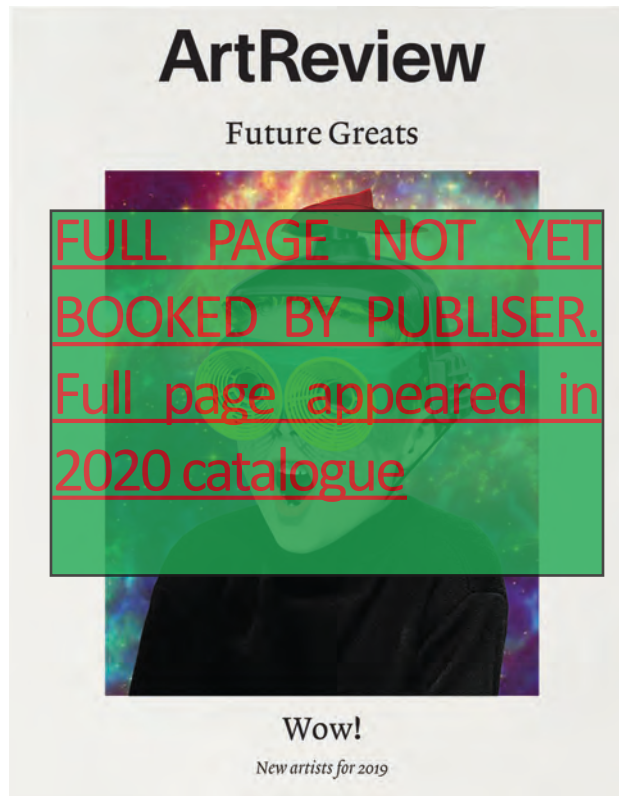 ArtReview
Future Greats
FULL PAGE NOT YET
BOOKED BY PUBLISER.
Full page appeared in
2020 catalogue
Wow!
New artists for 2019